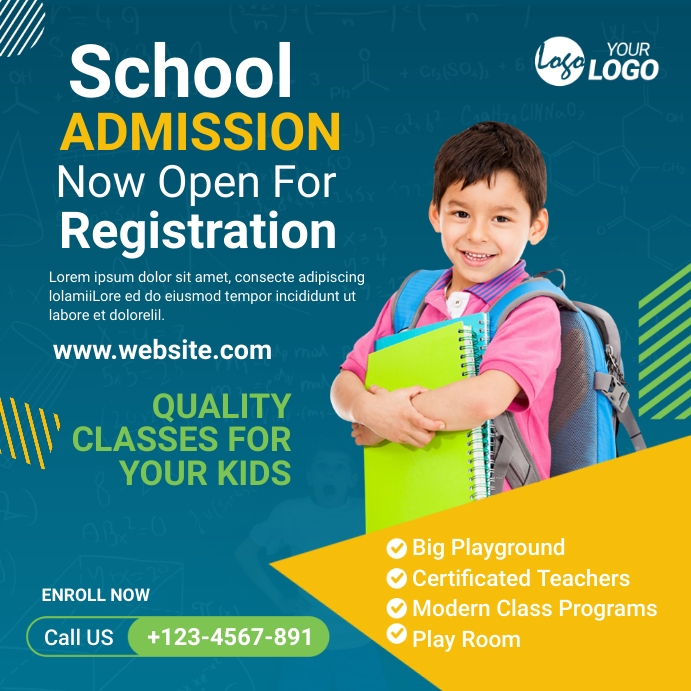 School
ADMISSION
Now Open For
Registration
Lorem ipsum dolor sit amet, consecte adipiscing
lolamiiLore ed do eiusmod tempor incididunt ut
labore et dolorelil.
www.website.com
QUALITY
CLASSES FOR
YOUR KIDS
ENROLL NOW
Call US +123-4567-891
Logo YOUR
LOGO
Big Playground
Certificated Teachers
Modern Class Programs
Play Room